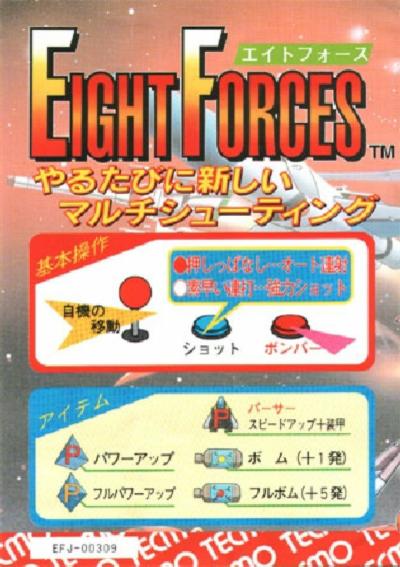 EIGHT FORCES
エイトフォース
TM
やるたびに新しい
マルチシューティング
基本操作
●押しっぱなし…オート連射
●素早い連打…強力ショット
自機の
移動
ショット
ボンバー
アイテム
P
バーサー
スピードアップ+装甲
P
パワーアップ
ボム(+1発)
P
フルパワーアップ
フルボム(+5発)
TECMO TECMO TECMO
EFJ-00309